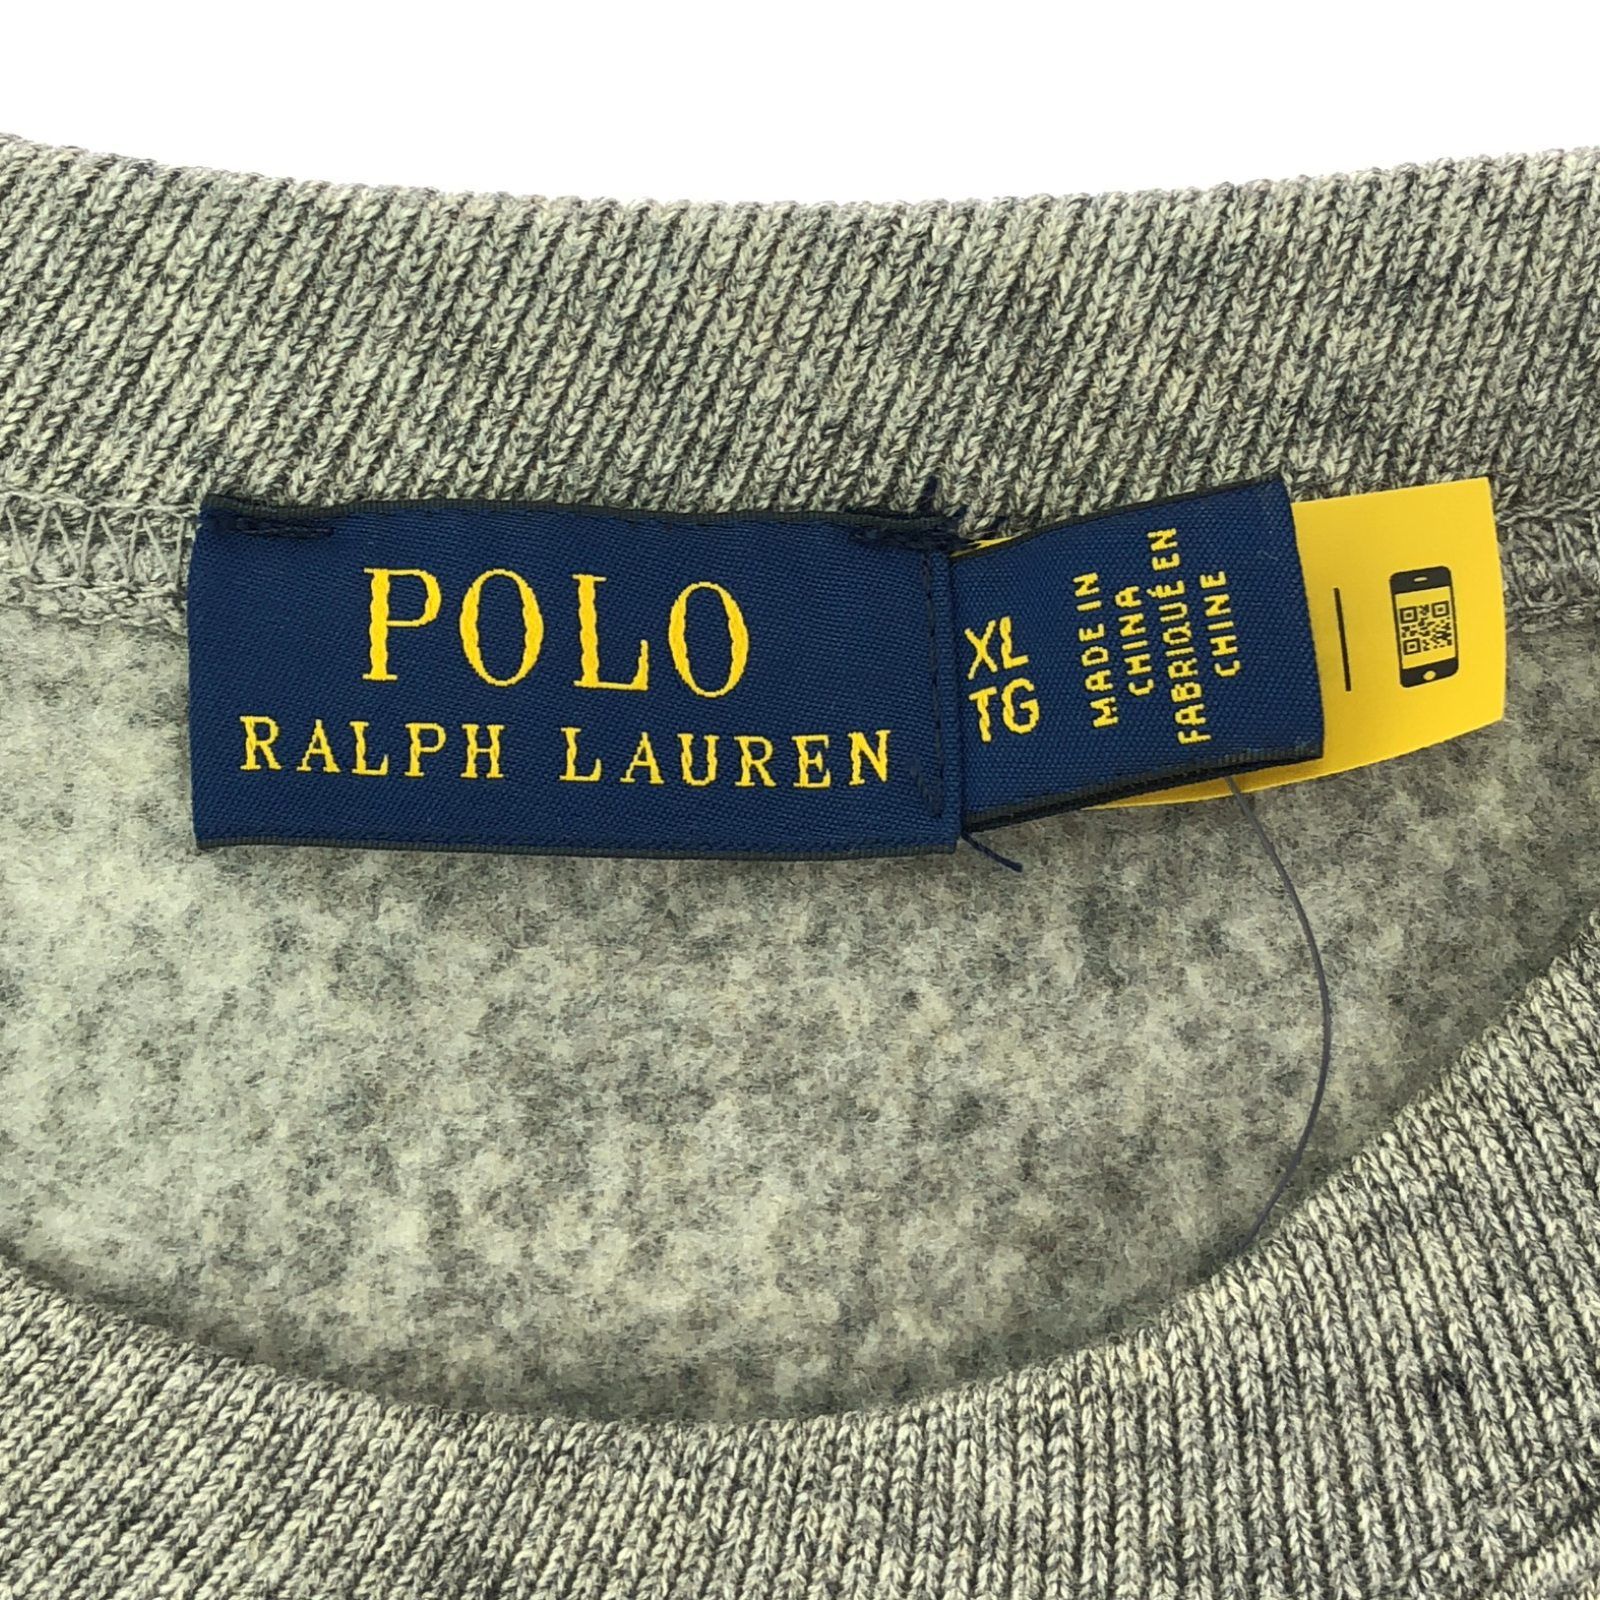 POLO
RALPH LAUREN
XL
TG
MADE IN
CHINA
FABRIQUÉ EN
CHINE